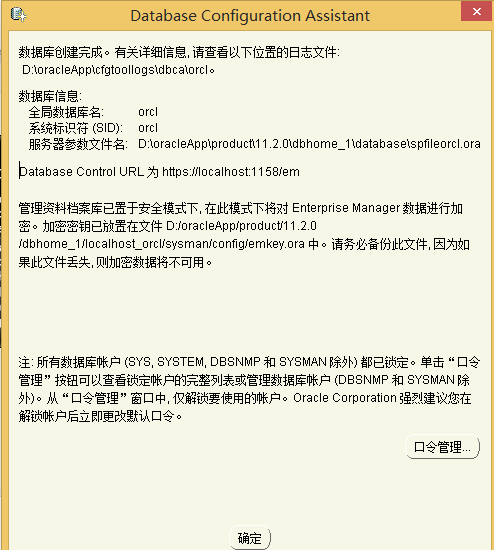 Database Configuration Assistant
数据库创建完成。有关详细信息,请查看以下位置的日志文件:
D:\oracleApp\cfgtoollogs\dbca\orcl。
数据库信息:
全局数据库名: orcl
系统标识符 (SID): orcl
服务器参数文件名: D:\oracleApp\product\11.2.0\dbhome_1\database\spfileorcl.ora
Database Control URL 为 https://localhost:1158/em
管理资料档案库已置于安全模式下, 在此模式下将对 Enterprise Manager 数据进行加
密。加密密钥已放置在文件 D:/oracleApp/product/11.2.0
/dbhome_1/localhost_orcl/sysman/config/emkey.ora 中。请务必备份此文件, 因为如
果此文件丢失, 则加密数据将不可用。
注: 所有数据库帐户 (SYS, SYSTEM, DBSNMP 和 SYSMAN 除外) 都已锁定。单击“口令
管理”按钮可以查看锁定帐户的完整列表或管理数据库帐户 (DBSNMP 和 SYSMAN 除
外)。从“口令管理”窗口中, 仅解锁要使用的帐户。Oracle Corporation 强烈建议您在
解锁帐户后立即更改默认口令。
口令管理...
确定